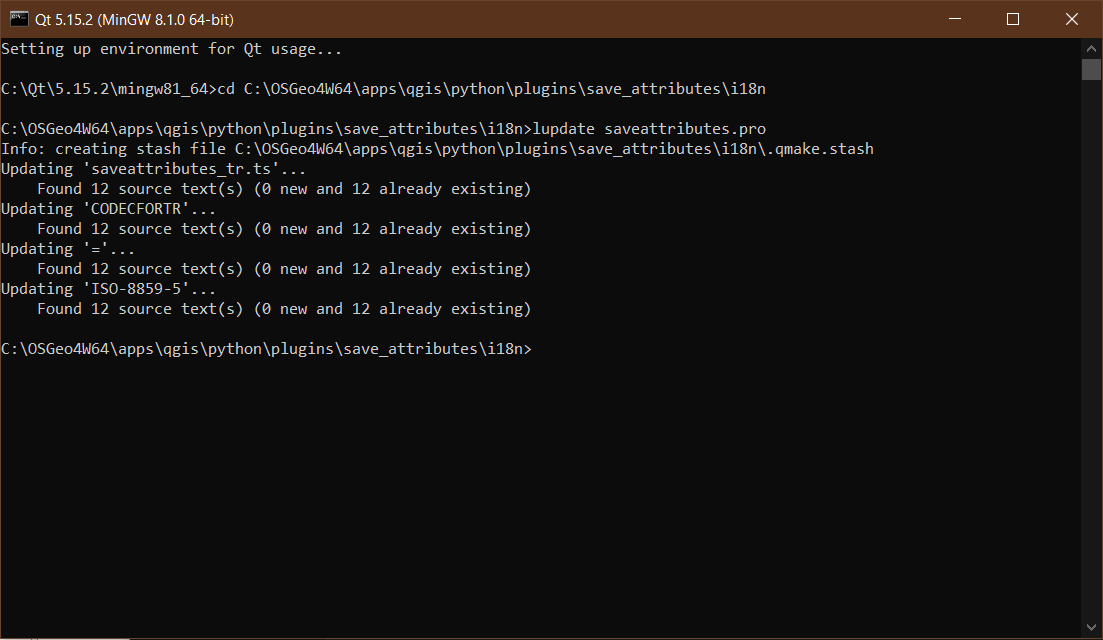 Qt 5.15.2 (MinGW 8.1.0 64-bit)
Setting up environment for Qt usage...
C:\Qt\5.15.2\mingw81_64>cd C:\OSGeo4W64\apps\qgis\python\plugins\save_attributes\i18n
C:\OSGeo4W64\apps\qgis\python\plugins\save_attributes\i18n>lupdate saveattributes.pro
Info: creating stash file C:\OSGeo4W64\apps\qgis\python\plugins\save_attributes\i18n\.qmake.stash
Updating 'saveattributes_tr.ts'...
    Found 12 source text(s) (0 new and 12 already existing)
Updating 'CODECFORTR'...
    Found 12 source text(s) (0 new and 12 already existing)
Updating '='...
    Found 12 source text(s) (0 new and 12 already existing)
Updating 'ISO-8859-5'...
    Found 12 source text(s) (0 new and 12 already existing)
C:\OSGeo4W64\apps\qgis\python\plugins\save_attributes\i18n>